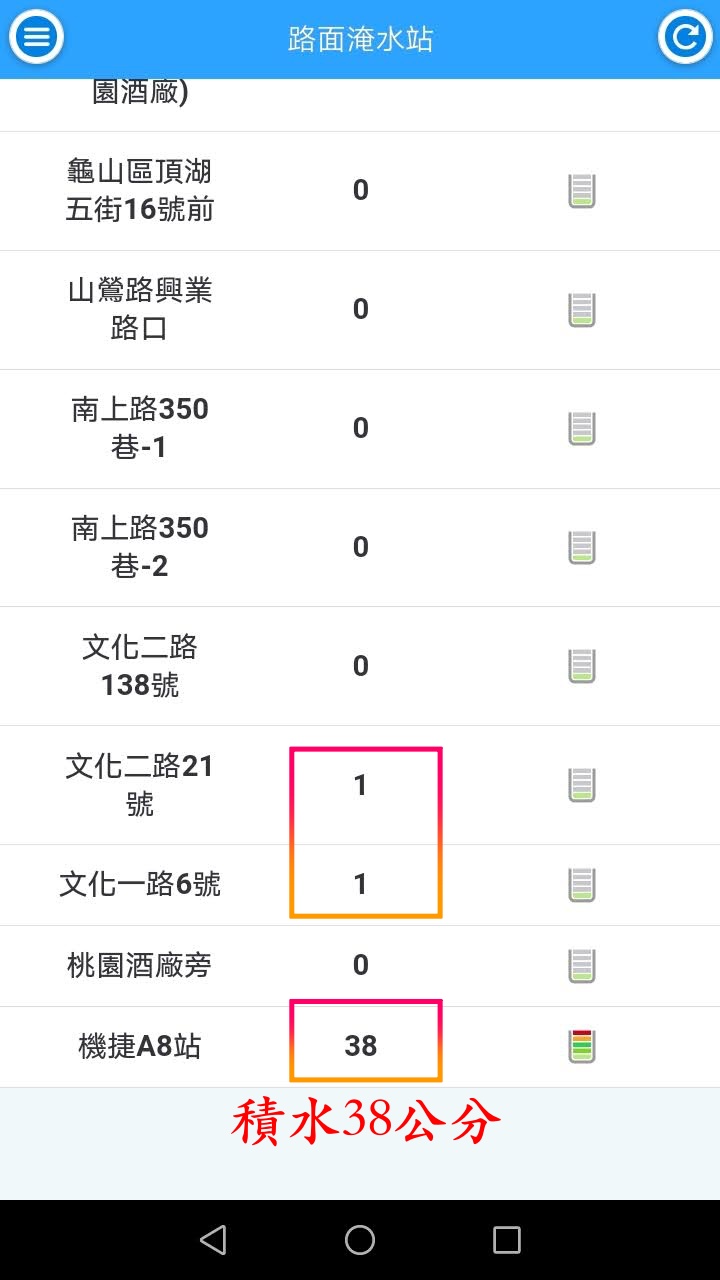 路面淹水站
園酒廠)
龜山區頂湖
五街16號前
0
山鶯路興業
路口
0
南上路350
巷-1
0
南上路350
巷-2
0
文化二路
138號
0
文化二路21
號
1
文化一路6號
1
桃園酒廠旁
0
機捷A8站
38
積水38公分